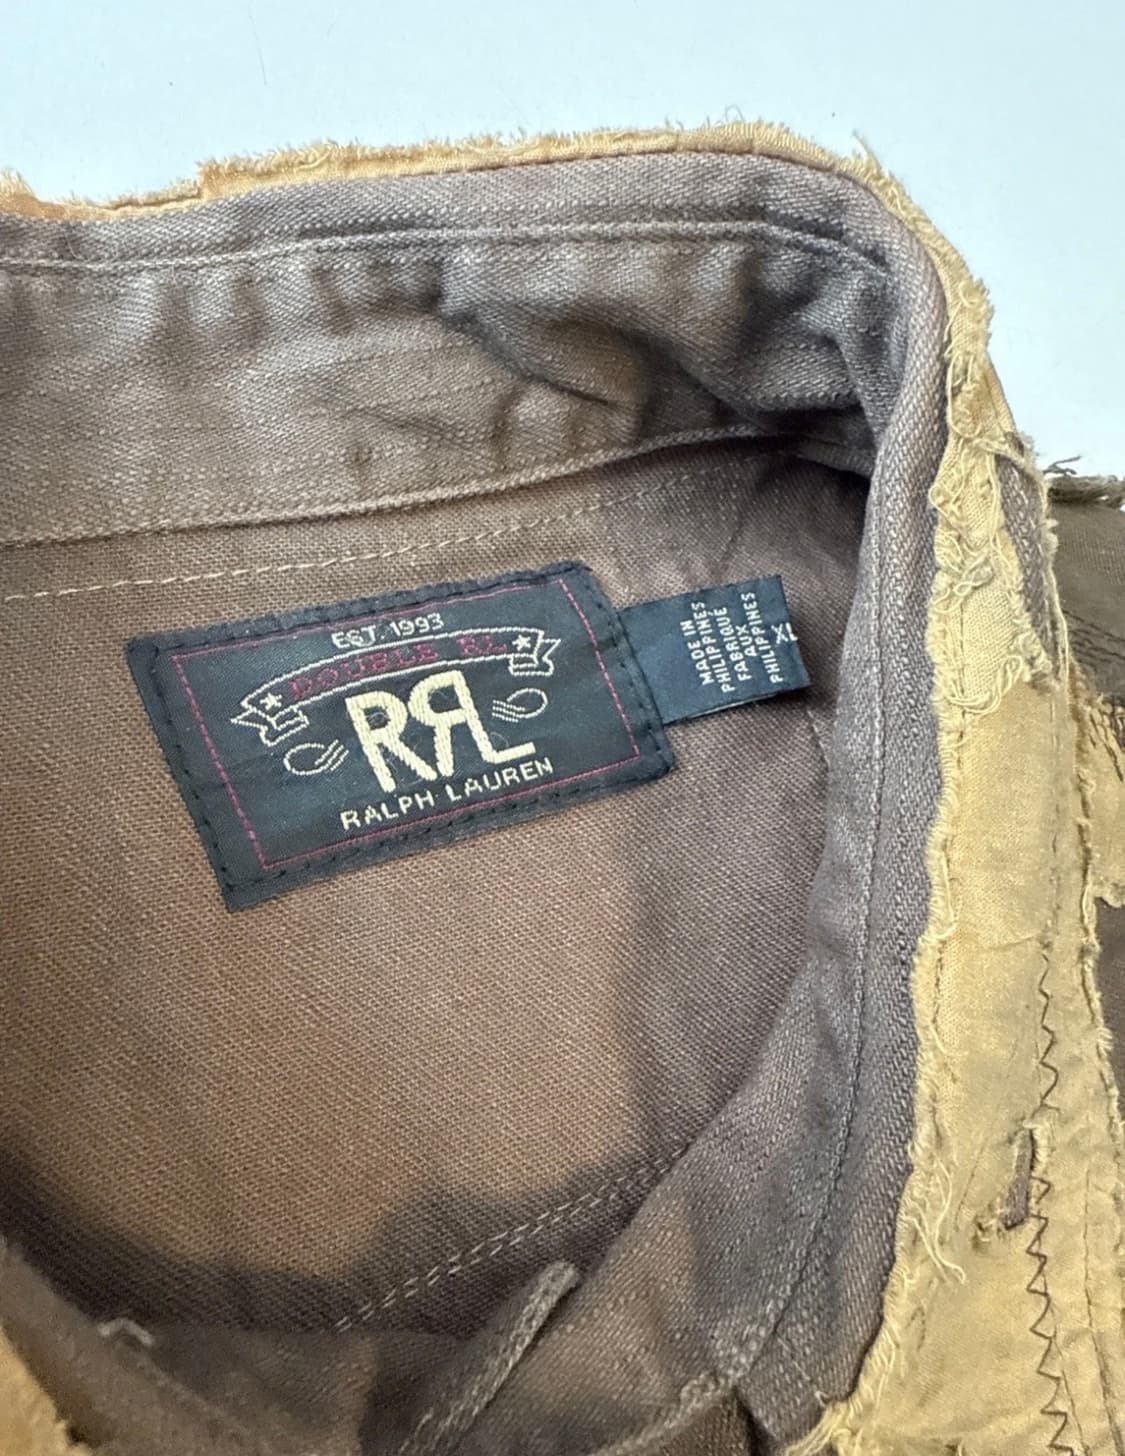 EST. 1993
DOUBLE RL
RRL
RALPH LAUREN
MADE IN
PHILIPPINES
FABRIQUE
AUX
PHILIPPINES
XL